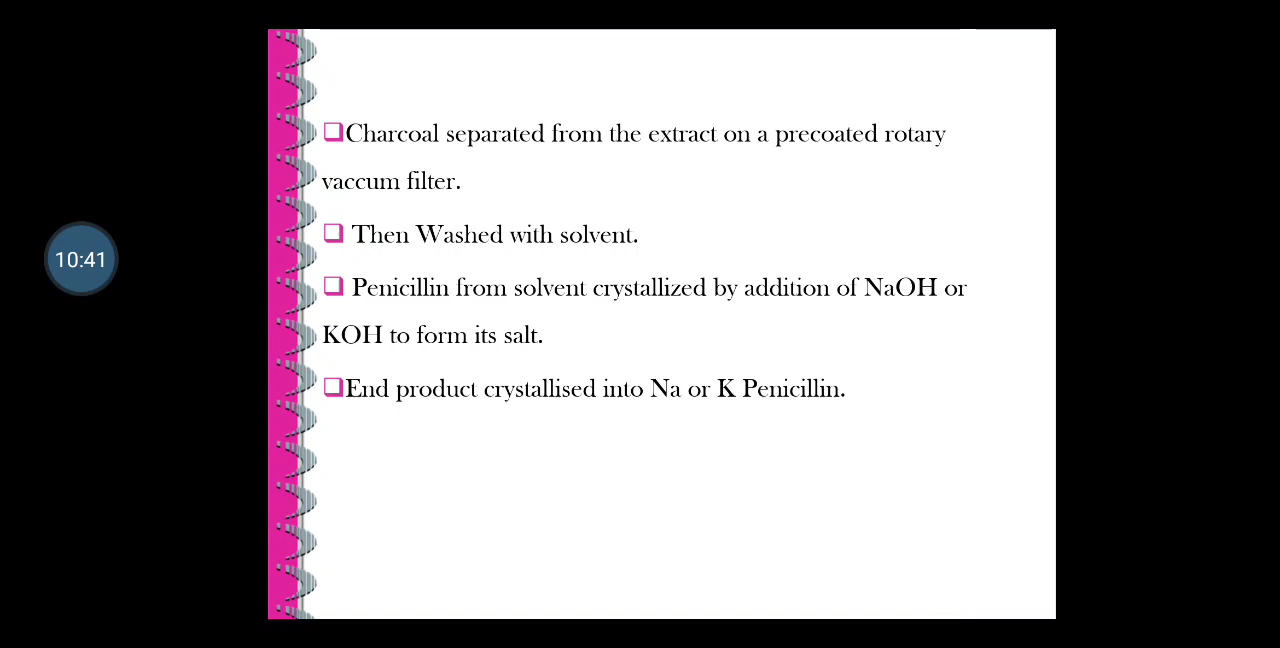 10:41
❑Charcoal separated from the extract on a precoated rotary
vaccum filter.
❑ Then Washed with solvent.
❑ Penicillin from solvent crystallized by addition of NaOH or
KOH to form its salt.
❑End product crystallised into Na or K Penicillin.